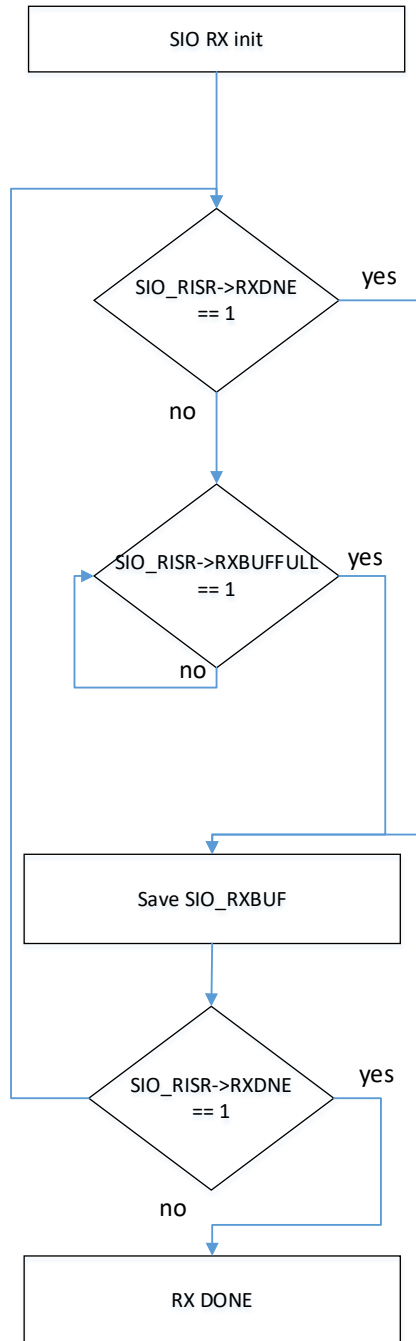 SIO RX init
SIO_RISR->RXDNE
== 1
yes
no
SIO_RISR->RXBUFFULL
== 1
yes
no
Save SIO_RXBUF
SIO_RISR->RXDNE
== 1
yes
no
RX DONE